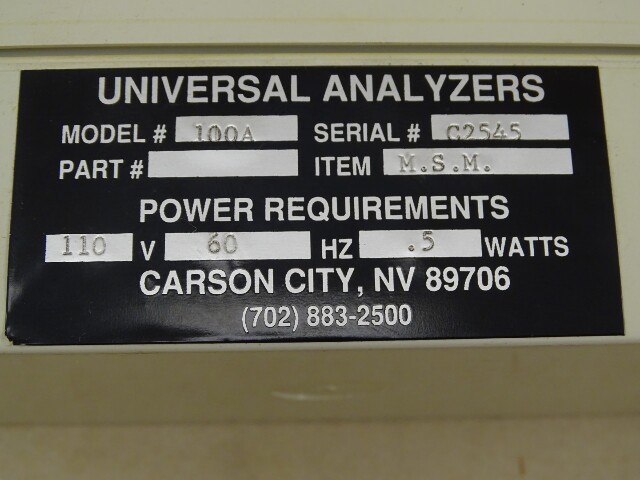 UNIVERSAL ANALYZERS
MODEL # 100A SERIAL # C2545
PART # ITEM M.S.M.
POWER REQUIREMENTS
110 V 60 HZ .5 WATTS
CARSON CITY, NV 89706
(702) 883-2500